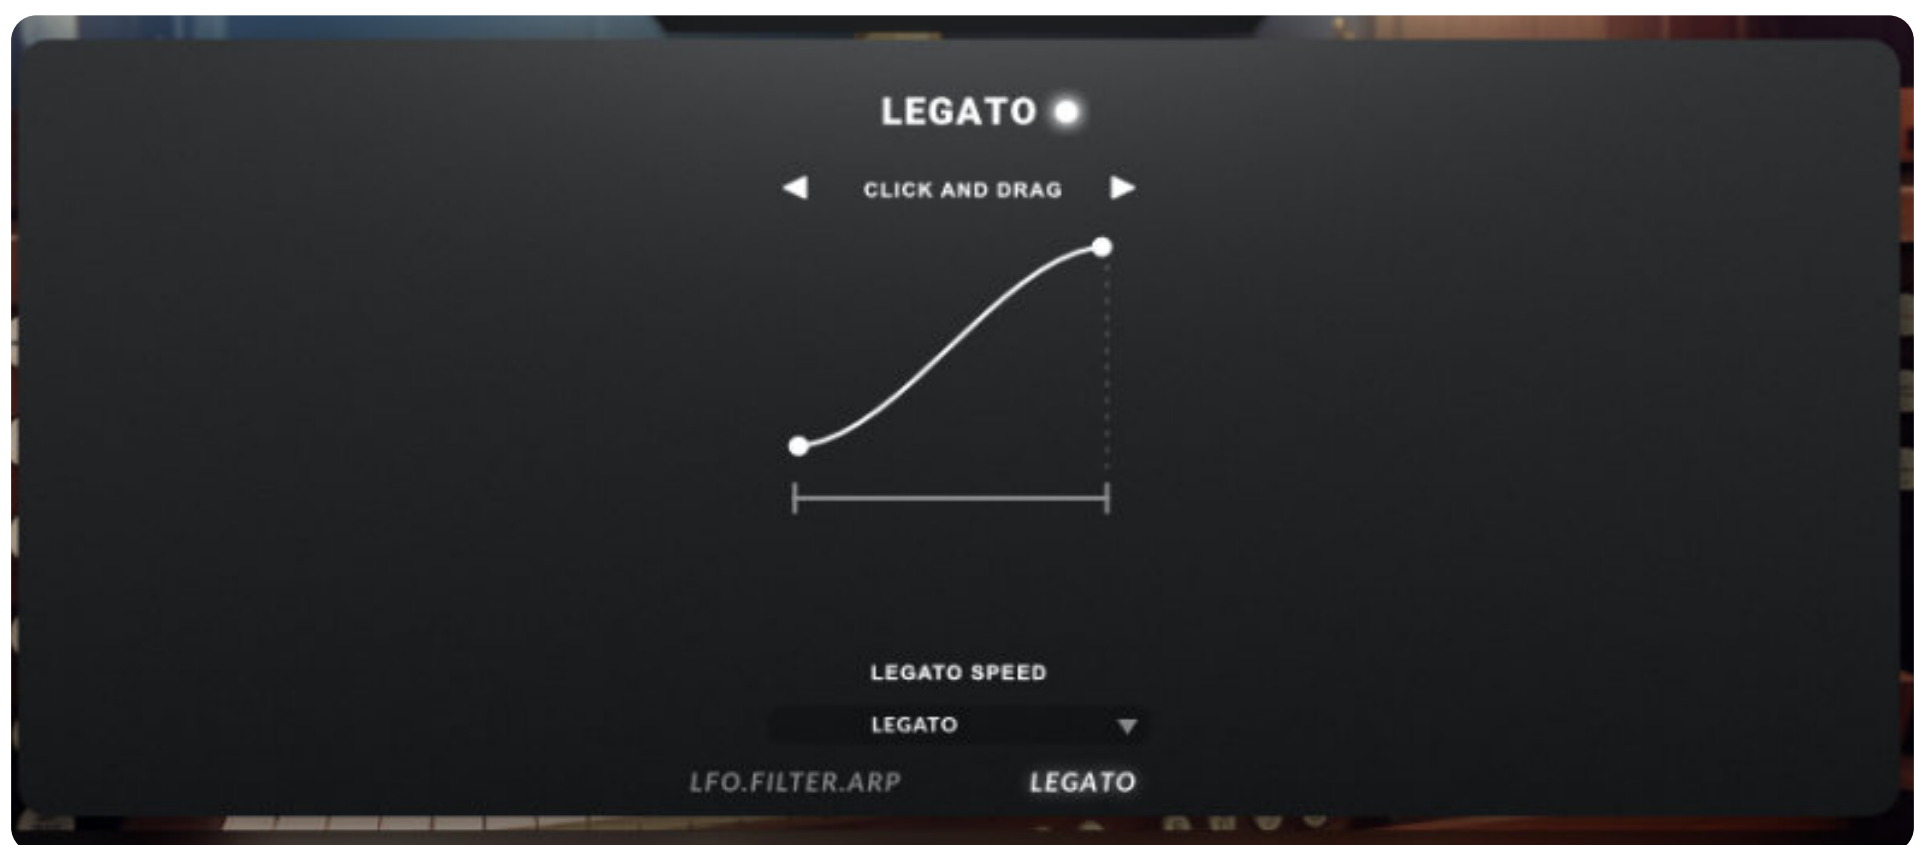 LEGATO
CLICK AND DRAG
LEGATO SPEED
LEGATO
LFO.FILTER.ARP LEGATO